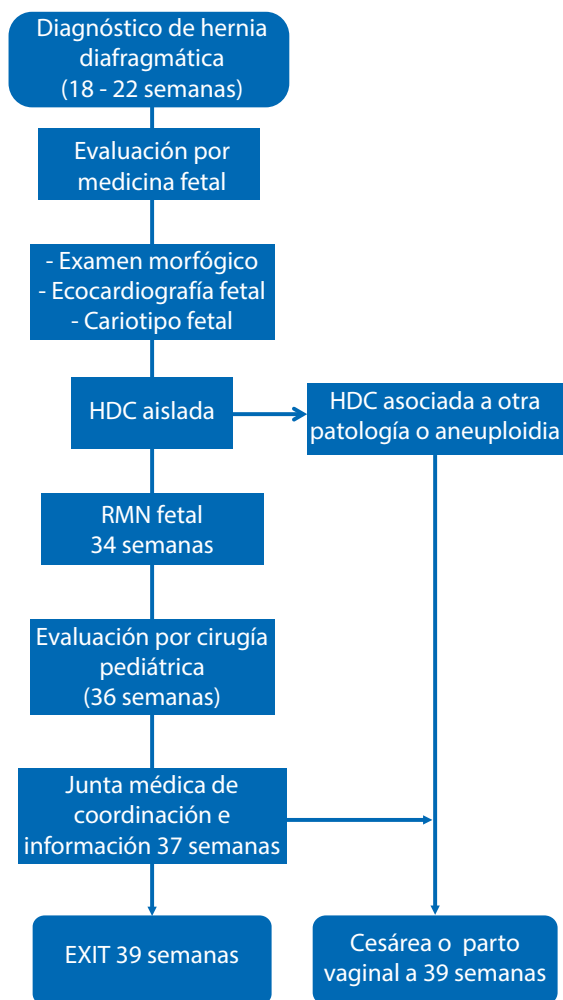 Diagnóstico de hernia
diafragmática
(18 - 22 semanas)
Evaluación por
medicina fetal
- Examen morfógico
- Ecocardiografía fetal
- Cariotipo fetal
HDC aislada
HDC asociada a otra
patología o aneuploidia
RMN fetal
34 semanas
Evaluación por cirugía
pediátrica
(36 semanas)
Junta médica de
coordinación e
información 37 semanas
EXIT 39 semanas
Cesárea o parto
vaginal a 39 semanas